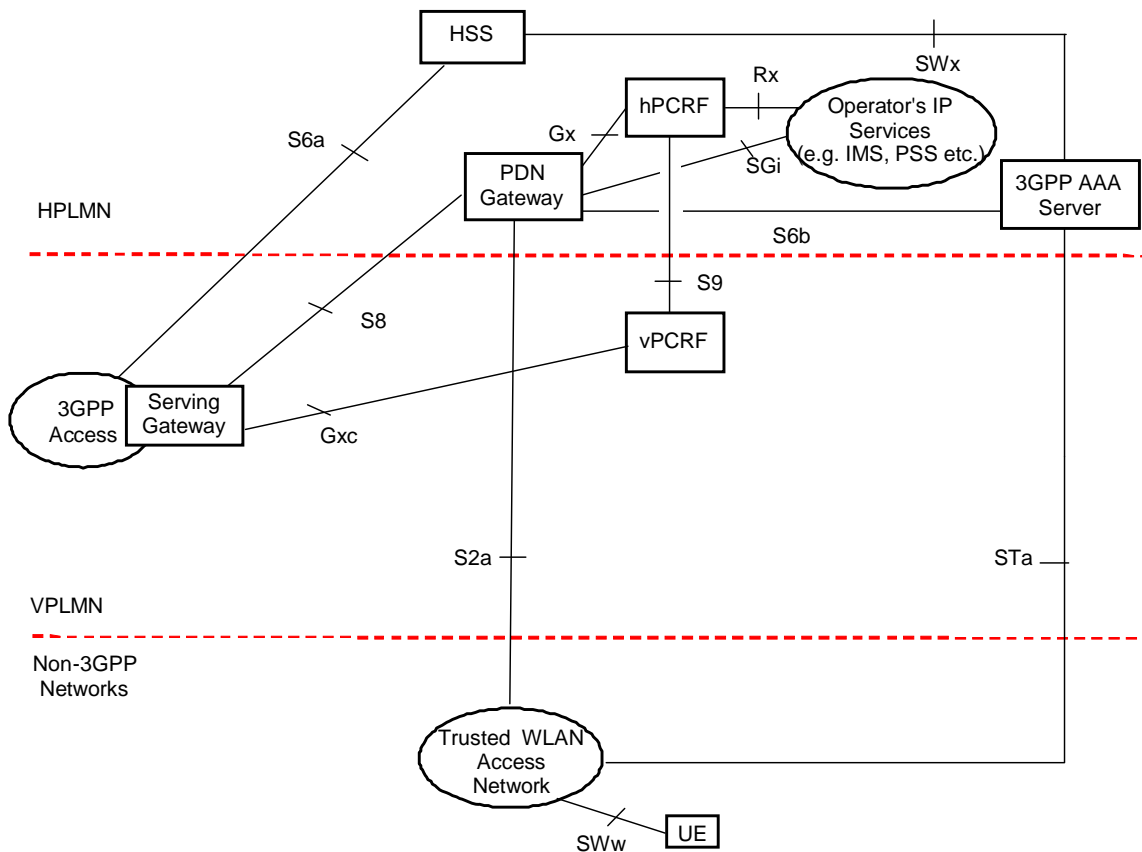 HSS
SWx
Rx
hPCRF
Operator's IP
Services
(e.g. IMS, PSS etc.)
Gx
S6a
SGi
PDN
Gateway
3GPP AAA
Server
HPLMN
S6b
S9
S8
vPCRF
3GPP
Access
Serving
Gateway
Gxc
S2a
STa
VPLMN
Non-3GPP
Networks
Trusted WLAN
Access
Network
SWw
UE